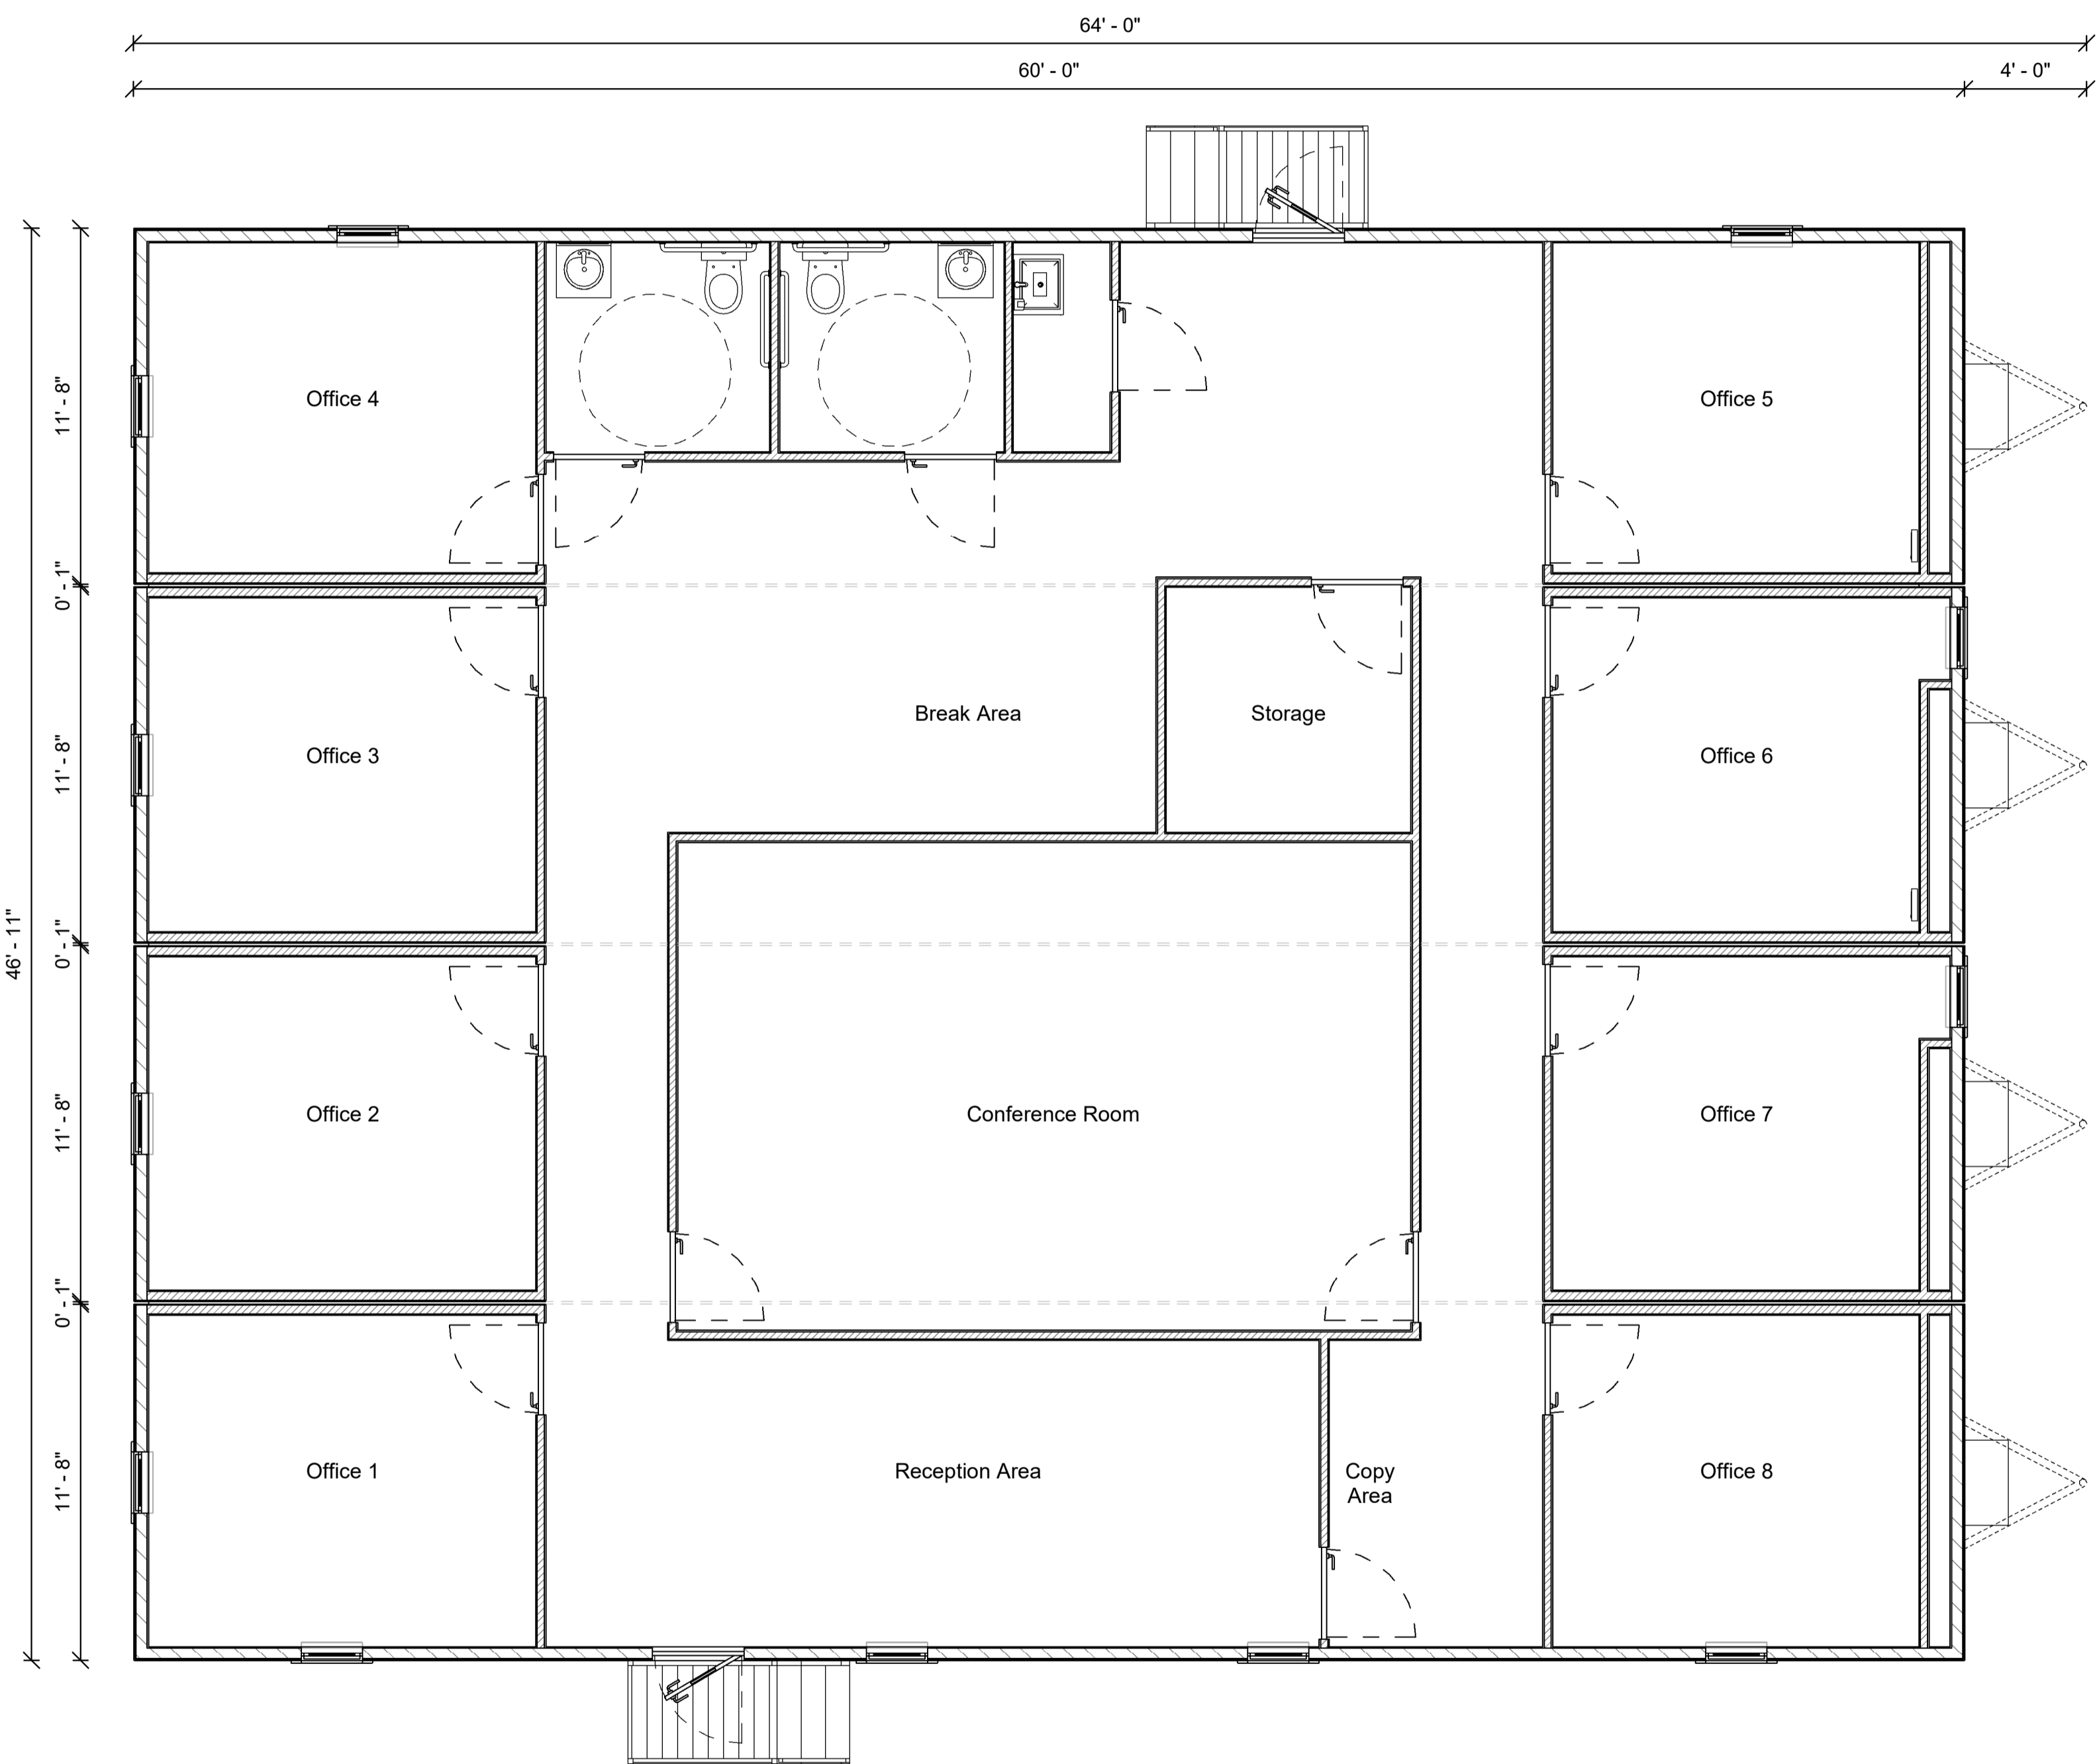 64' - 0"
60' - 0"
4' - 0"
46' - 11"
11' - 8"
0' - 1"
11' - 8"
0' - 1"
11' - 8"
0' - 1"
11' - 8"
Office 4
Office 5
Office 3
Break Area
Storage
Office 6
Office 2
Conference Room
Office 7
Office 1
Reception Area
Copy
Area
Office 8